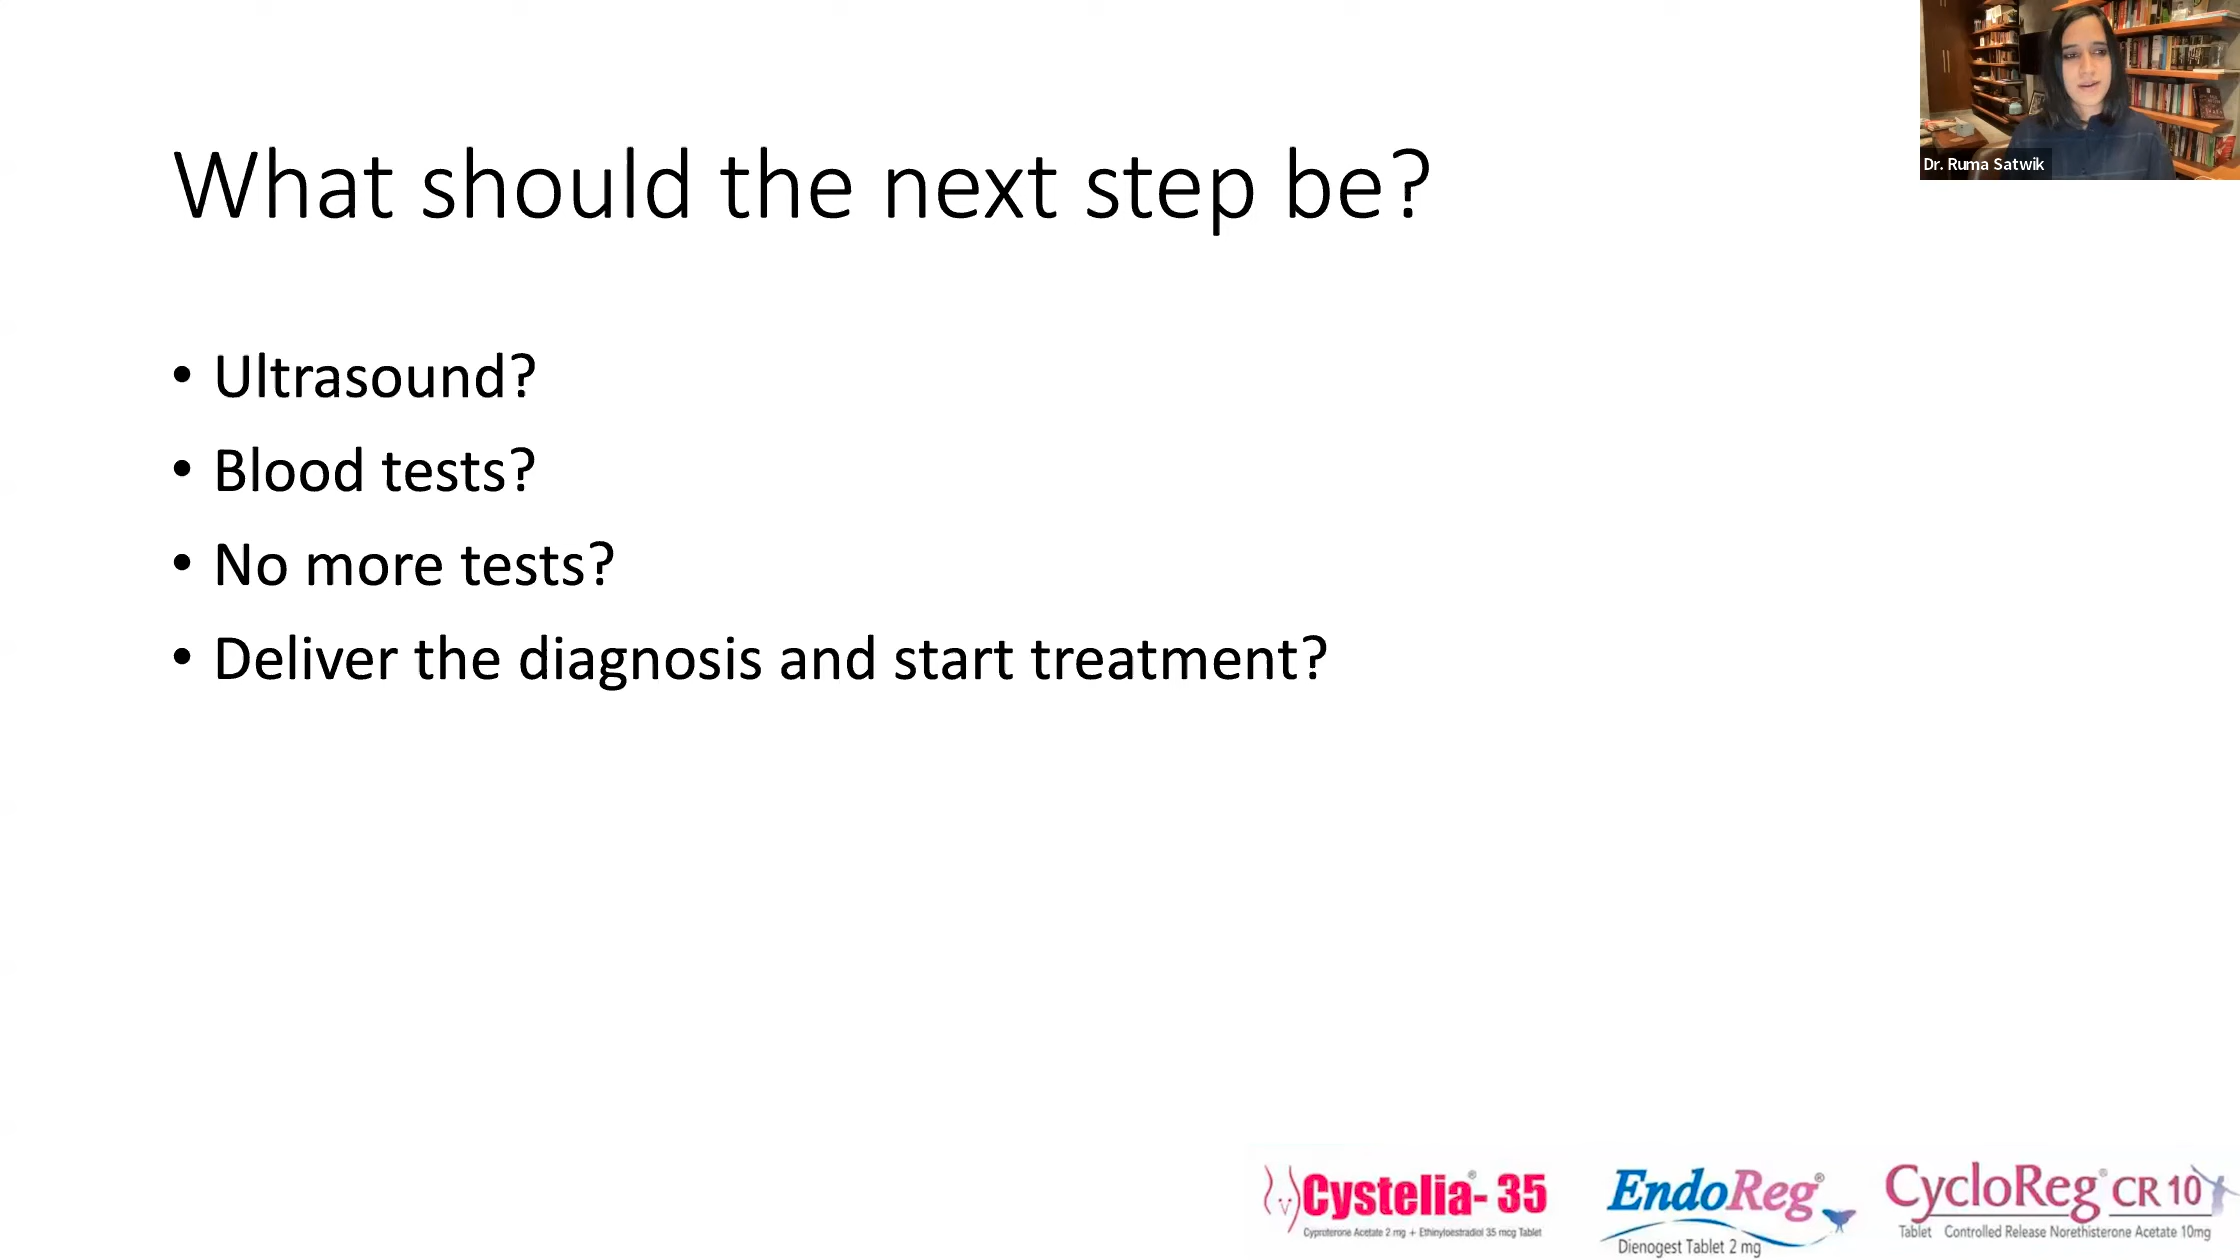 What should the next step be?
Dr. Ruma Satwik
• Ultrasound?
• Blood tests?
• No more tests?
• Deliver the diagnosis and start treatment?
Cystelia®- 35
Cyproterone Acetate 2 mg + Ethinyloestradiol 35 mcg Tablet
EndoReg®
Dienogest Tablet 2 mg
CycloReg® CR 10
Tablet Controlled Release Norethisterone Acetate 10mg